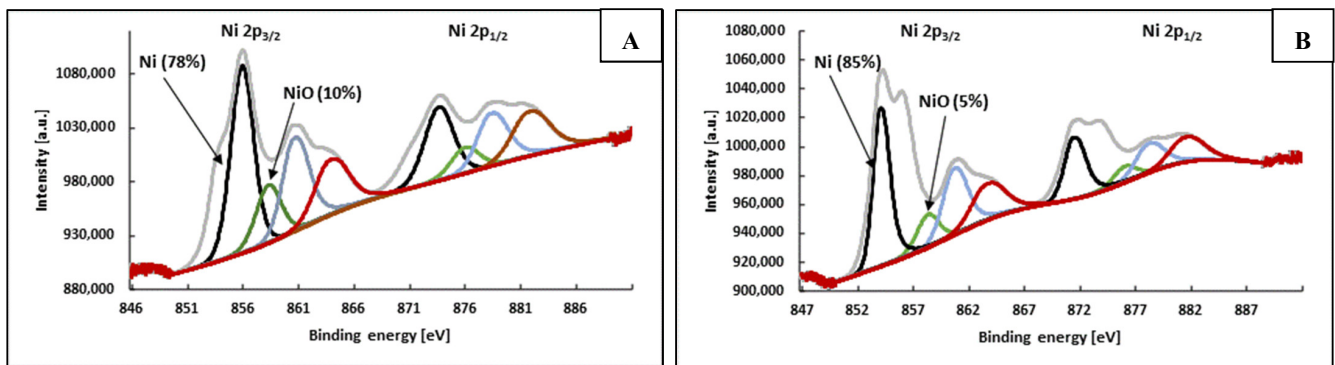 Ni 2p3/2
Ni 2p1/2
A
Ni (78%)
NiO (10%)
1080,000
1030,000
980,000
930,000
880,000
Intensity [a.u.]
846 851 856 861 866 871 876 881 886
Binding energy [eV]
Ni 2p3/2
Ni 2p1/2
B
Ni (85%)
NiO (5%)
1080,000
1060,000
1040,000
1020,000
1000,000
980,000
960,000
940,000
920,000
900,000
Intensity [a.u.]
847 852 857 862 867 872 877 882 887
Binding energy [eV]